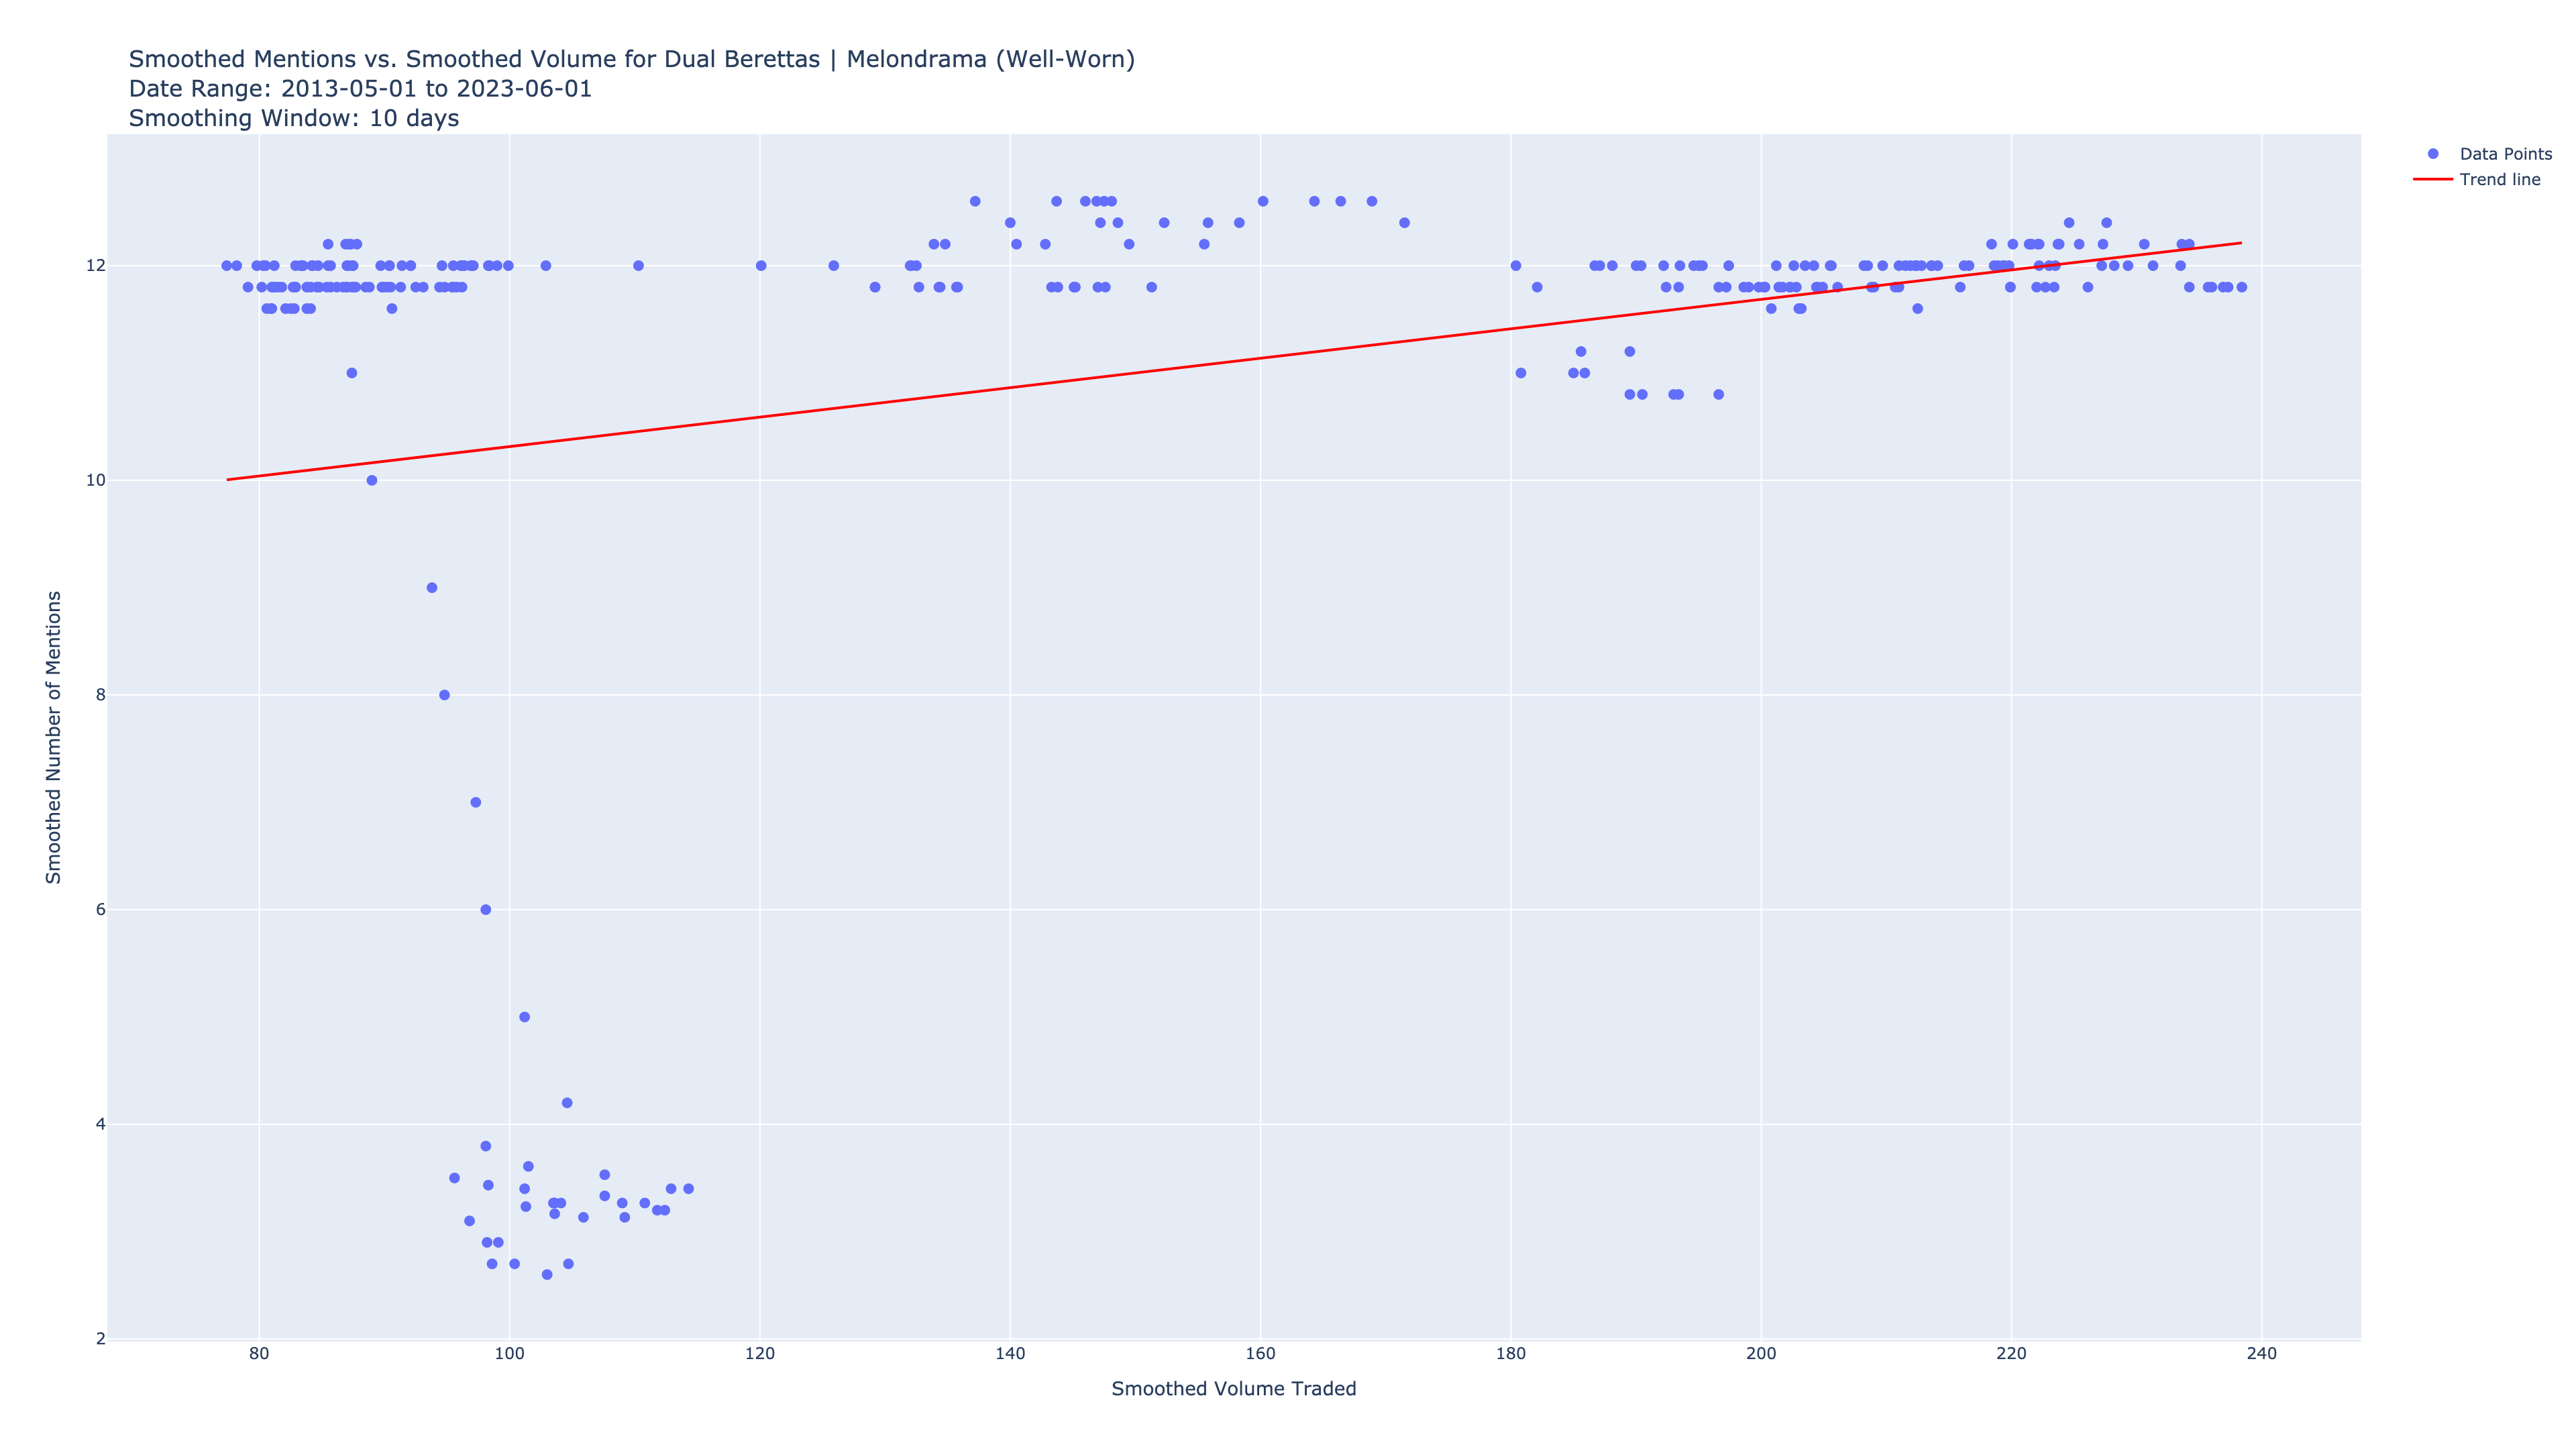 Smoothed Mentions vs. Smoothed Volume for Dual Berettas | Melondrama (Well-Worn)
Date Range: 2013-05-01 to 2023-06-01
Smoothing Window: 10 days
Data Points
Trend line
Smoothed Number of Mentions
12
10
8
6
4
2
80
100
120
140
160
180
200
220
240
Smoothed Volume Traded